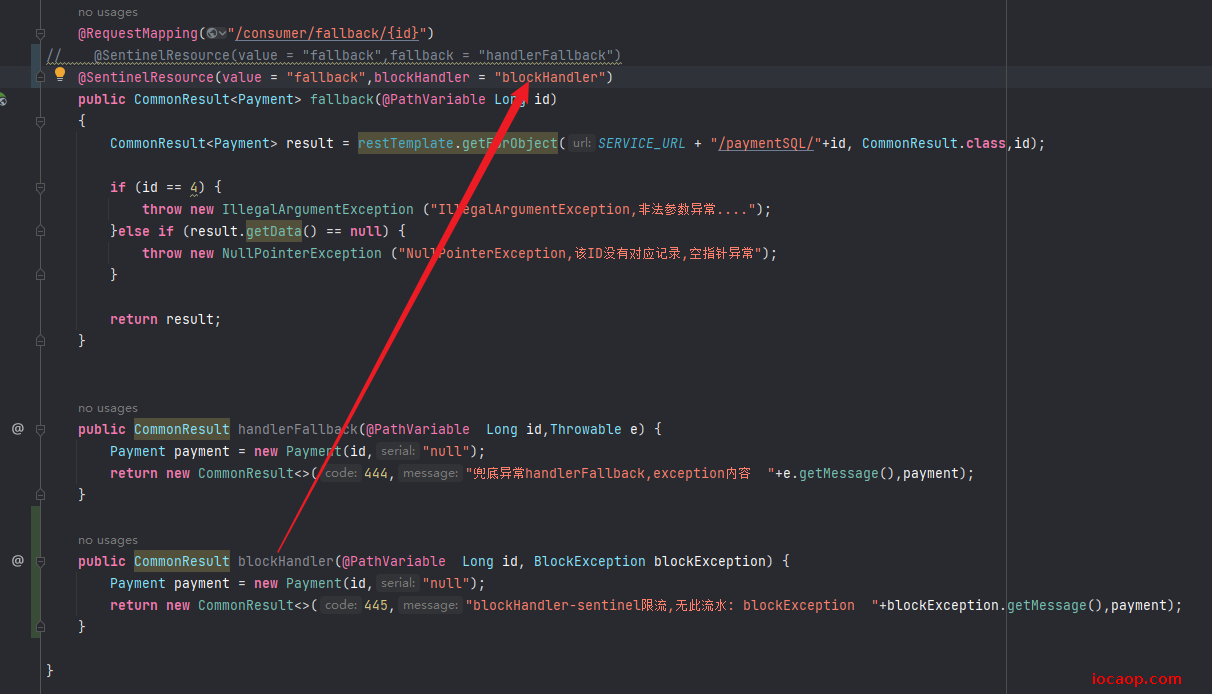 no usages
@RequestMapping("/consumer/fallback/{id}")
//    @SentinelResource(value = "fallback",fallback = "handlerFallback")
@SentinelResource(value = "fallback",blockHandler = "blockHandler")
public CommonResult<Payment> fallback(@PathVariable Long id)
{
CommonResult<Payment> result = restTemplate.getForObject( url: SERVICE_URL + "/paymentSQL/"+id, CommonResult.class,id);
if (id == 4) {
throw new IllegalArgumentException ("IllegalArgumentException,非法参数异常....");
}else if (result.getData() == null) {
throw new NullPointerException ("NullPointerException,该ID没有对应记录,空指针异常");
}
return result;
}
no usages
@ public CommonResult handlerFallback(@PathVariable  Long id,Throwable e) {
Payment payment = new Payment(id, serial: "null");
return new CommonResult<>( code: 444, message: "兜底异常handlerFallback,exception内容  "+e.getMessage(),payment);
}
no usages
@ public CommonResult blockHandler(@PathVariable  Long id, BlockException blockException) {
Payment payment = new Payment(id, serial: "null");
return new CommonResult<>( code: 445, message: "blockHandler-sentinel限流,无此流水: blockException  "+blockException.getMessage(),payment);
}
}
iocaop.com